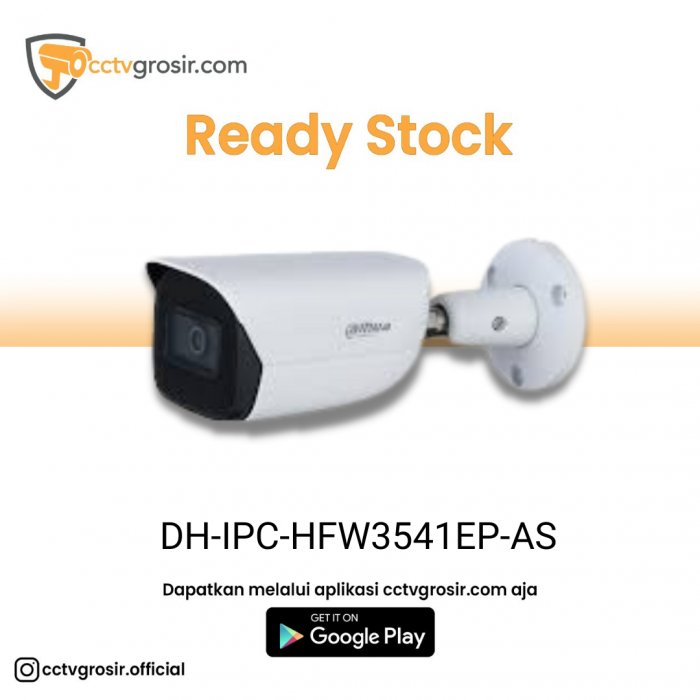 cctvgrosir.com
Ready Stock
alhua
DH-IPC-HFW3541EP-AS
Dapatkan melalui aplikasi cctvgrosir.com aja
GET IT ON
Google Play
cctvgrosir.official